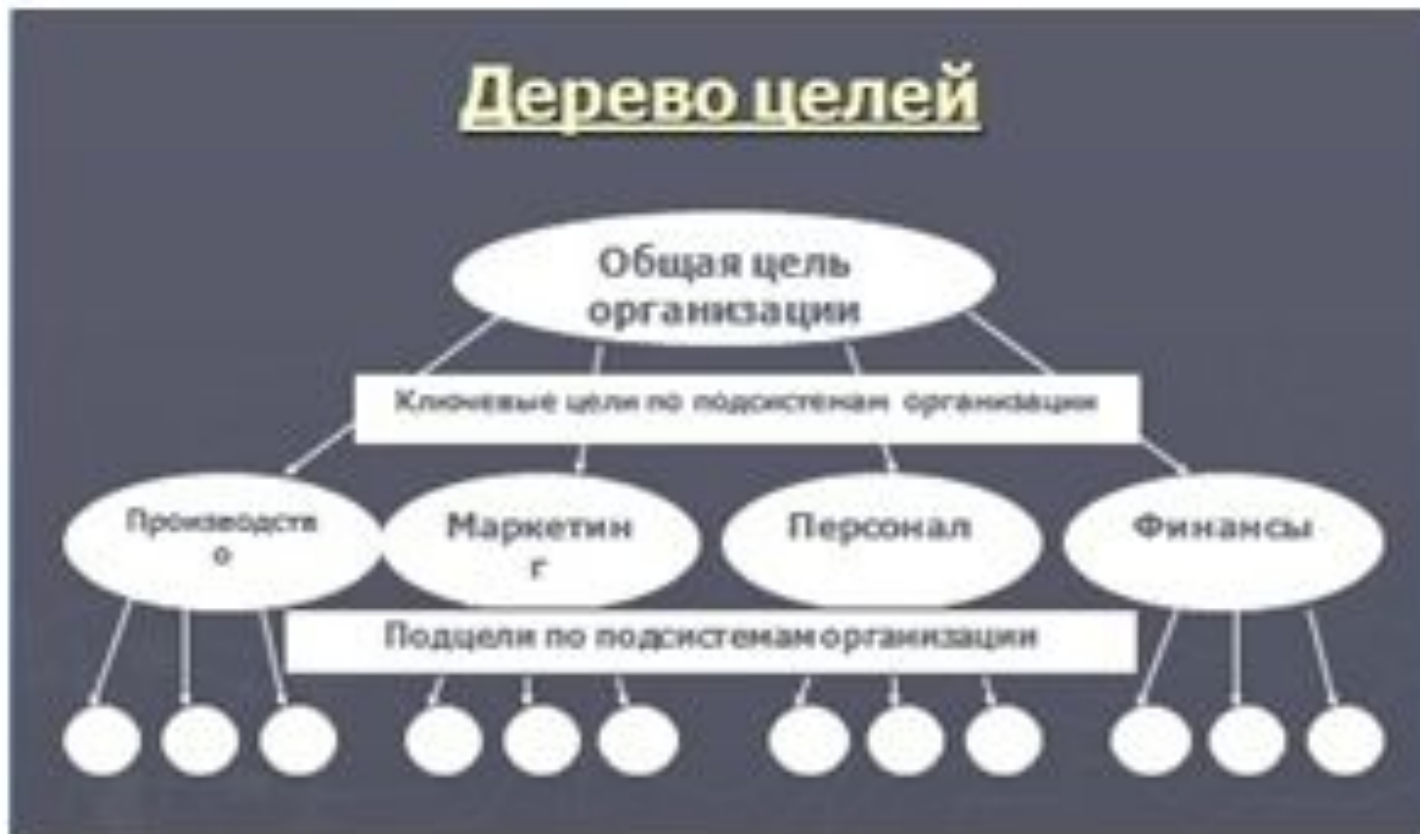 Дерево целей
Общая цель
организации
Ключевые цели по подсистемам организации
Производств
о
Маркетин
г
Персонал
Финансы
Подцели по подсистемам организации